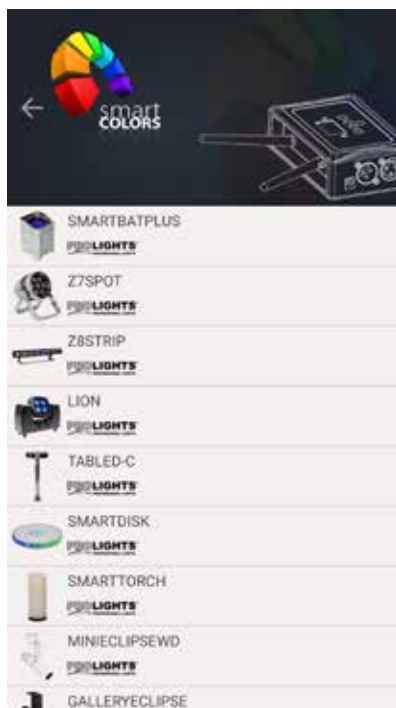 smart
COLORS
SMARTBATPLUS
PROLIGHTS
Z7SPOT
PROLIGHTS
Z8STRIP
PROLIGHTS
LION
PROLIGHTS
TABLED-C
PROLIGHTS
SMARTDISK
PROLIGHTS
SMARTTORCH
PROLIGHTS
MINIECLIPSEWD
PROLIGHTS
GALLERYECLIPSE